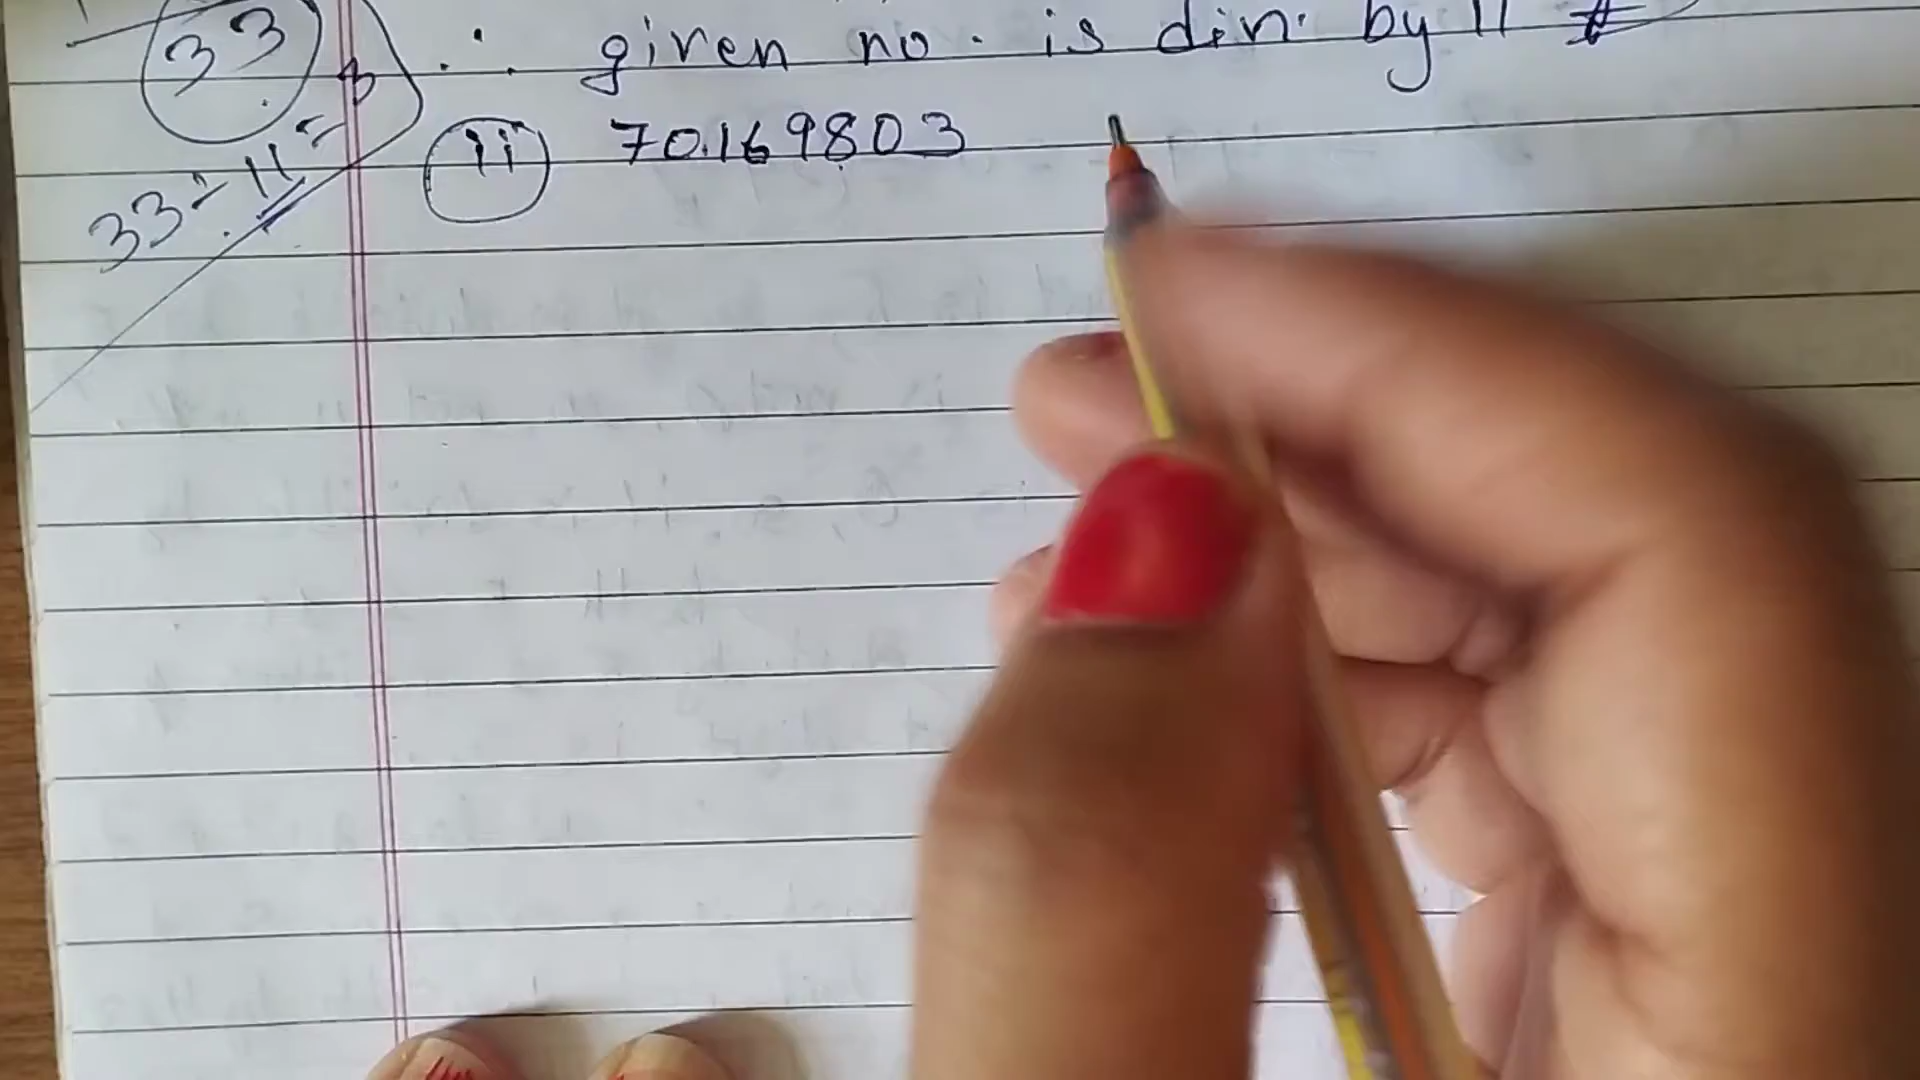 33
∴ given no. is div. by 11
33 ÷ 11 = 3
ii 70169803